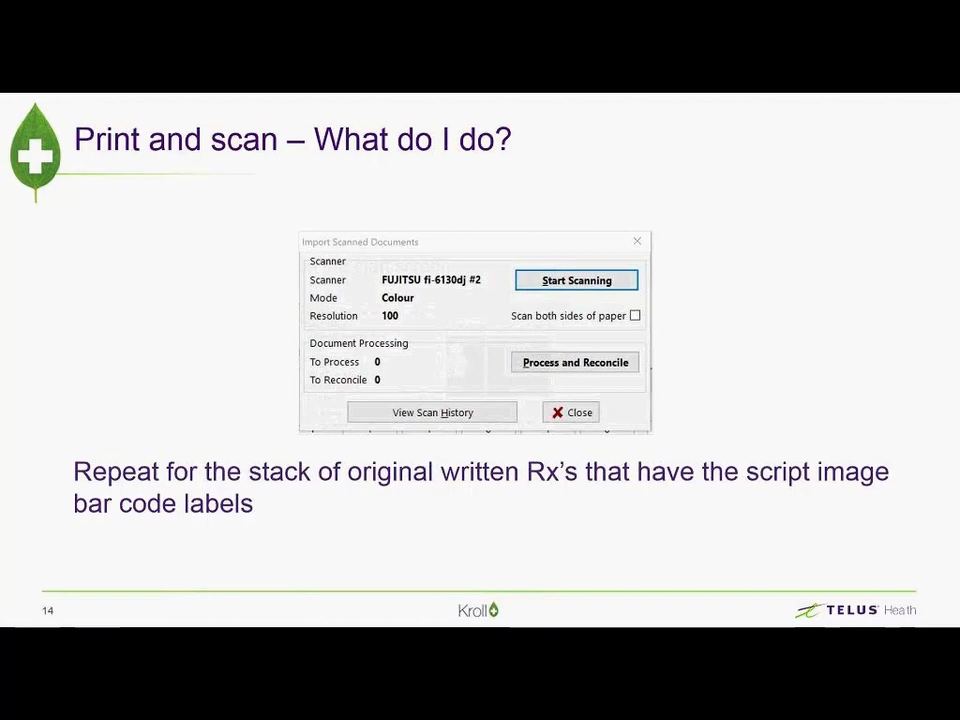 Print and scan – What do I do?
Import Scanned Documents
Scanner
Scanner FUJITSU fi-6130dj #2 Start Scanning
Mode Colour
Resolution 100 Scan both sides of paper
Document Processing
To Process 0 Process and Reconcile
To Reconcile 0
View Scan History Close
Repeat for the stack of original written Rx's that have the script image
bar code labels
14 Kroll TELUS Health